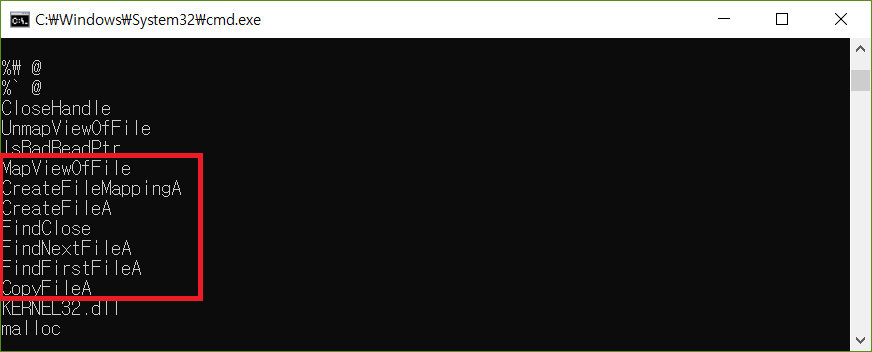 C:₩Windows₩System32₩cmd.exe
%₩ @
%` @
CloseHandle
UnmapViewOfFile
IsBadReadPtr
MapViewOfFile
CreateFileMappingA
CreateFileA
FindClose
FindNextFileA
FindFirstFileA
CopyFileA
KERNEL32.dll
malloc